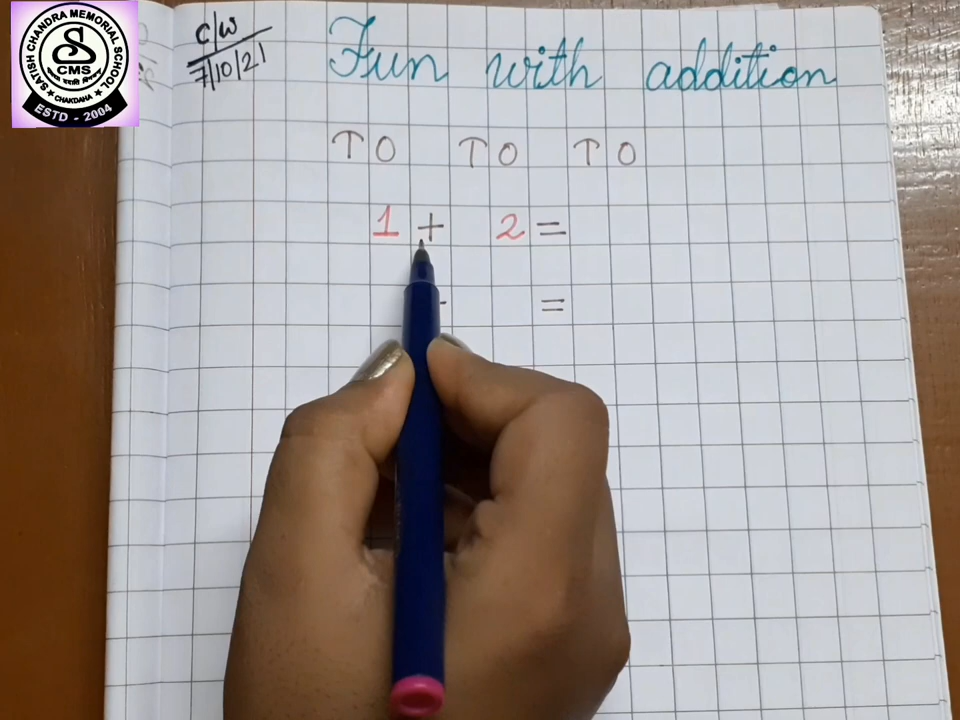 SATISH CHANDRA MEMORIAL SCHOOL
S
CMS
★ CHAKDAHA ★
ESTD - 2004
C/W
7/10/21
Fun with addition
T O T O T O
1 + 2 =
=